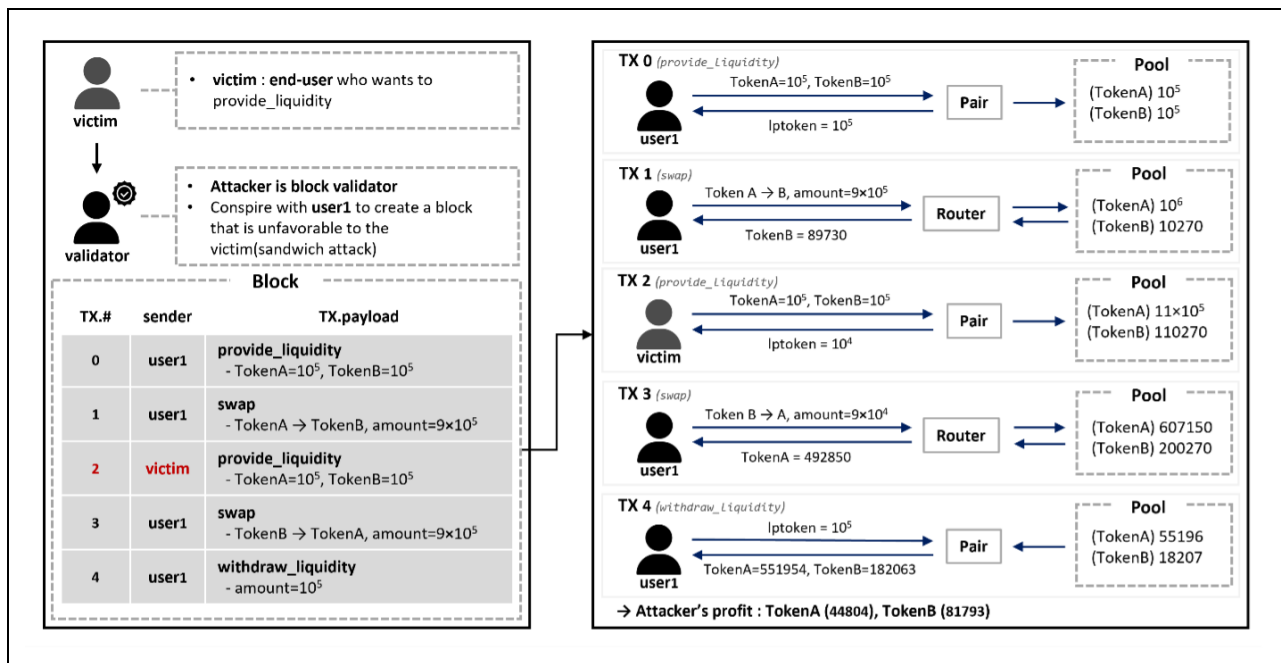 • victim : end-user who wants to
provide_liquidity
victim
• Attacker is block validator
• Conspire with user1 to create a block
that is unfavorable to the
victim(sandwich attack)
validator
Block
TX.# sender TX.payload
0 user1 provide_liquidity
- TokenA=10⁵, TokenB=10⁵
1 user1 swap
- TokenA → TokenB, amount=9×10⁵
2 victim provide_liquidity
- TokenA=10⁵, TokenB=10⁵
3 user1 swap
- TokenB → TokenA, amount=9×10⁵
4 user1 withdraw_liquidity
- amount=10⁵
TX 0 (provide_liquidity)
TokenA=10⁵, TokenB=10⁵
lptoken = 10⁵
user1
Pair
Pool
(TokenA) 10⁵
(TokenB) 10⁵
TX 1 (swap)
Token A → B, amount=9×10⁵
TokenB = 89730
user1
Router
Pool
(TokenA) 10⁶
(TokenB) 10270
TX 2 (provide_liquidity)
TokenA=10⁵, TokenB=10⁵
lptoken = 10⁴
victim
Pair
Pool
(TokenA) 11×10⁵
(TokenB) 110270
TX 3 (swap)
Token B → A, amount=9×10⁴
TokenA = 492850
user1
Router
Pool
(TokenA) 607150
(TokenB) 200270
TX 4 (withdraw_liquidity)
lptoken = 10⁵
TokenA=551954, TokenB=182063
user1
Pair
Pool
(TokenA) 55196
(TokenB) 18207
→ Attacker's profit : TokenA (44804), TokenB (81793)